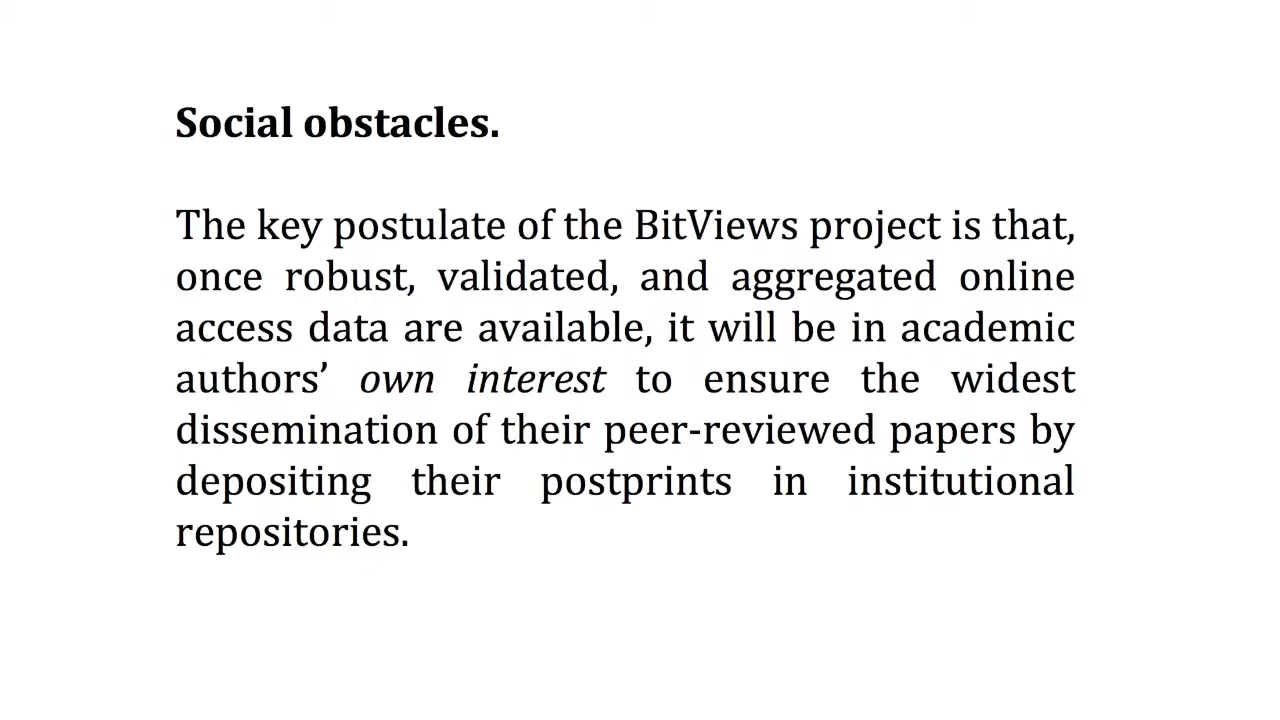 Social obstacles.
The key postulate of the BitViews project is that,
once robust, validated, and aggregated online
access data are available, it will be in academic
authors’ own interest to ensure the widest
dissemination of their peer-reviewed papers by
depositing their postprints in institutional
repositories.